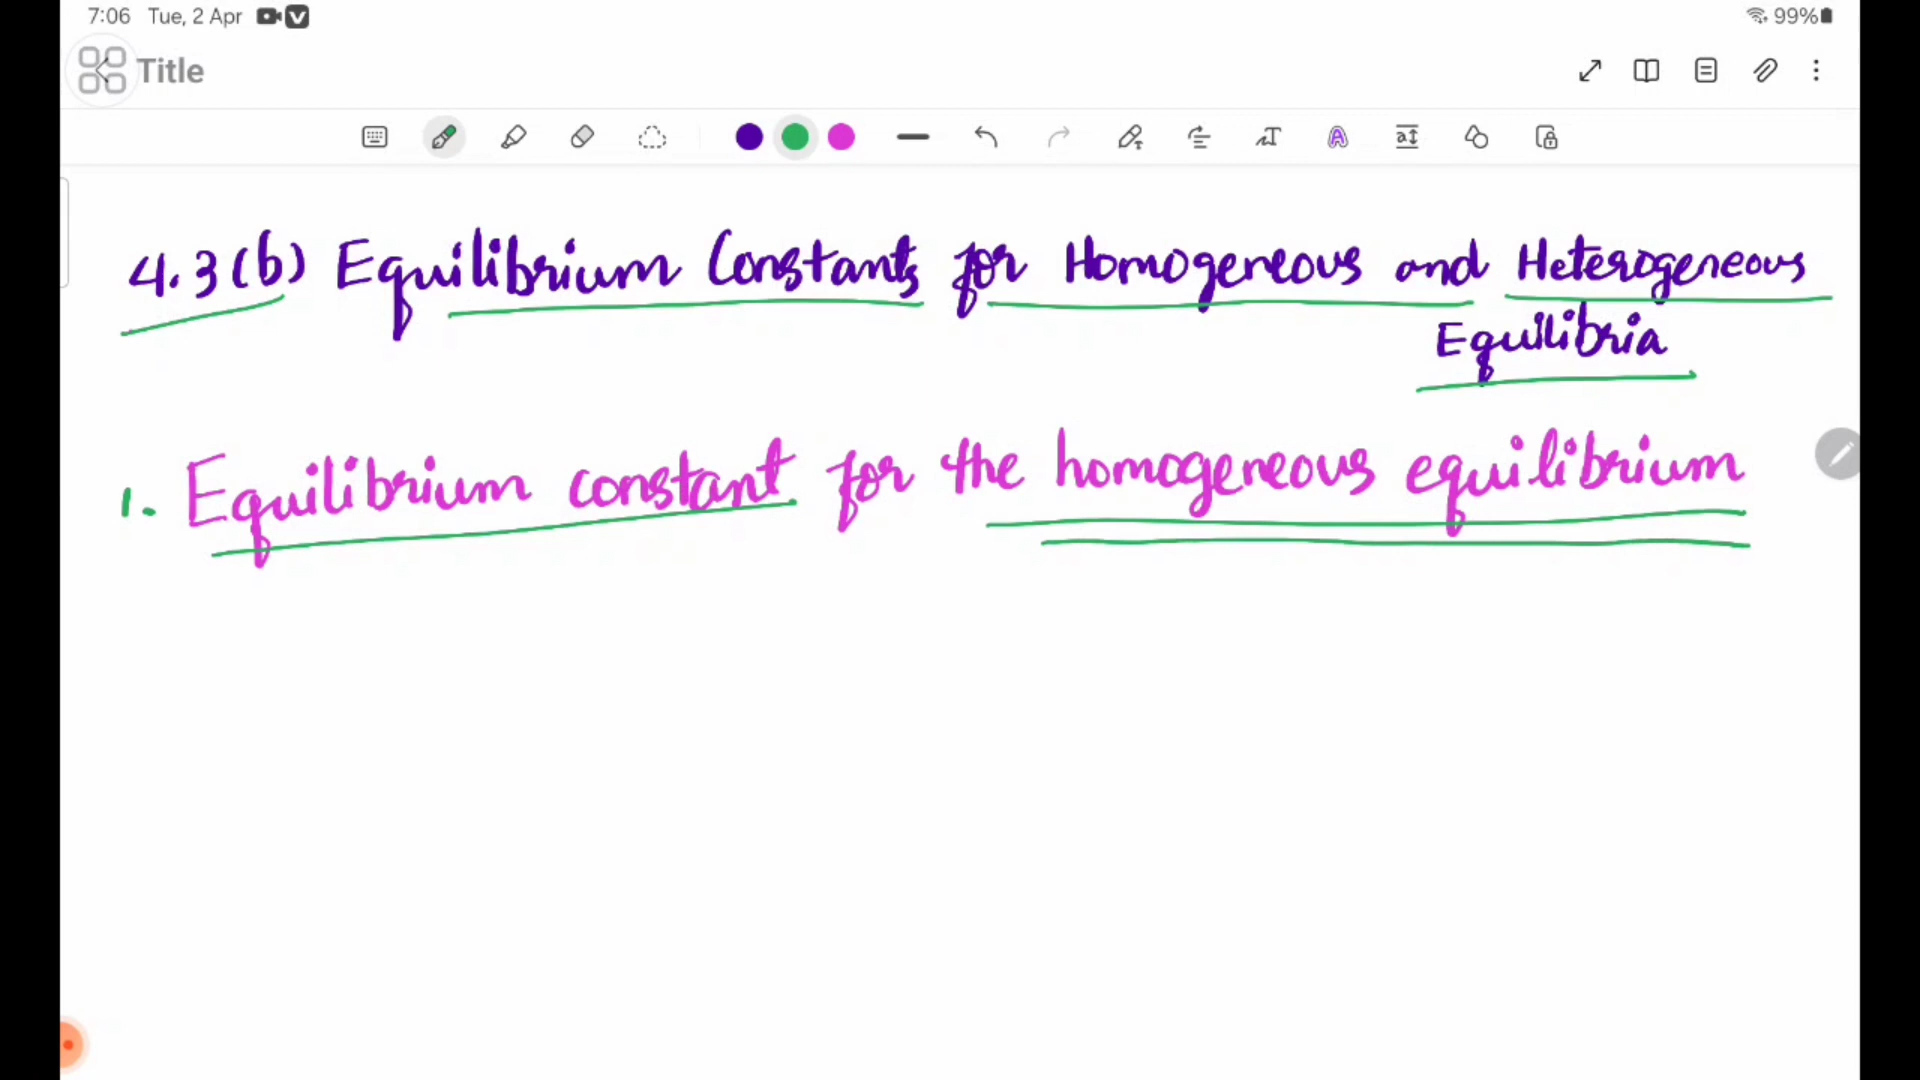 7:06 Tue, 2 Apr V 99%
Title
4.3(b) Equilibrium Constants for Homogeneous and Heterogeneous
Equilibria
1. Equilibrium constant for the homogeneous equilibrium